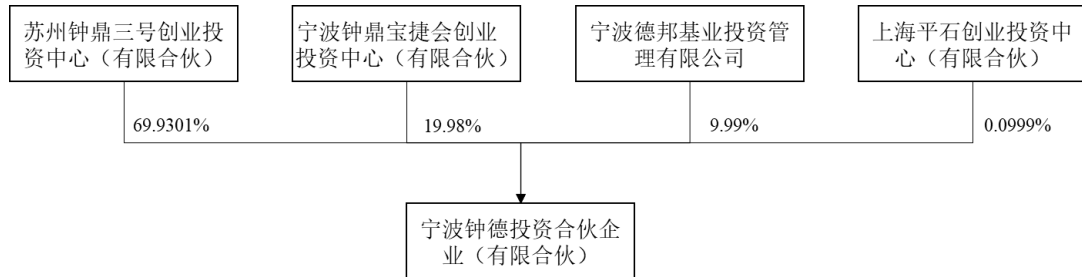 苏州钟鼎三号创业投
资中心（有限合伙）
宁波钟鼎宝捷会创业
投资中心（有限合伙）
宁波德邦基业投资管
理有限公司
上海平石创业投资中
心（有限合伙）
69.9301%
19.98%
9.99%
0.0999%
宁波钟德投资合伙企
业（有限合伙）